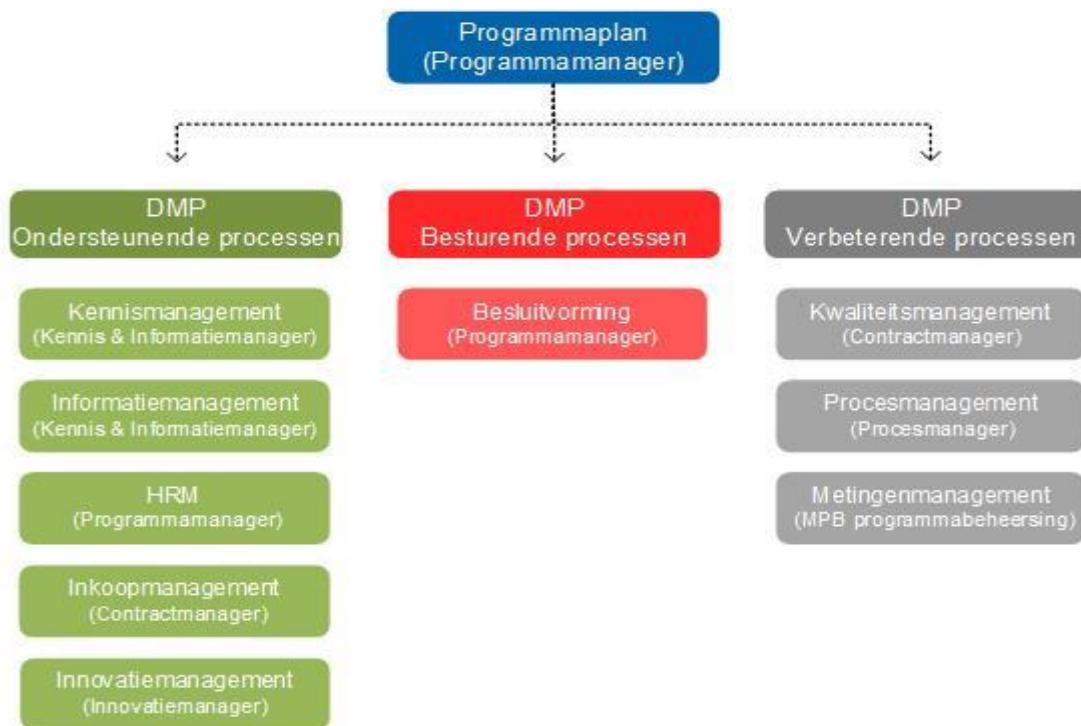 Programmaplan
(Programmamanager)
DMP
Ondersteunende processen
Kennismanagement
(Kennis & Informatiemanager)
Informatiemanagement
(Kennis & Informatiemanager)
HRM
(Programmamanager)
Inkoopmanagement
(Contractmanager)
Innovatiemanagement
(Innovatiemanager)
DMP
Besturende processen
Besluitvorming
(Programmamanager)
DMP
Verbeterende processen
Kwaliteitsmanagement
(Contractmanager)
Procesmanagement
(Procesmanager)
Metingenmanagement
(MPB programmabeheersing)